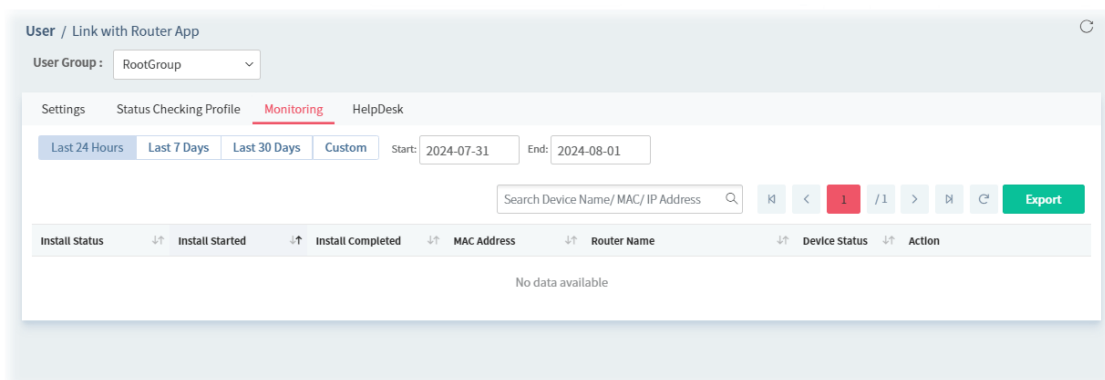 User / Link with Router App
User Group : RootGroup
Settings Status Checking Profile Monitoring HelpDesk
Last 24 Hours Last 7 Days Last 30 Days Custom Start: 2024-07-31 End: 2024-08-01
Search Device Name/ MAC/ IP Address 1 / 1 Export
Install Status Install Started Install Completed MAC Address Router Name Device Status Action
No data available